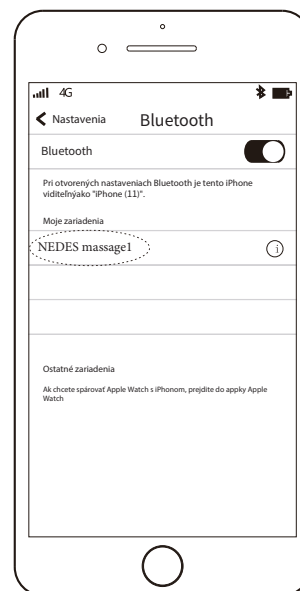 4G
Nastavenia Bluetooth
Bluetooth
Pri otvorených nastaveniach Bluetooth je tento iPhone
viditeľnýako "iPhone (11)".
Moje zariadenia
NEDES massage1
i
Ostatné zariadenia
Ak chcete spárovať Apple Watch s iPhonom, prejdite do appky Apple
Watch